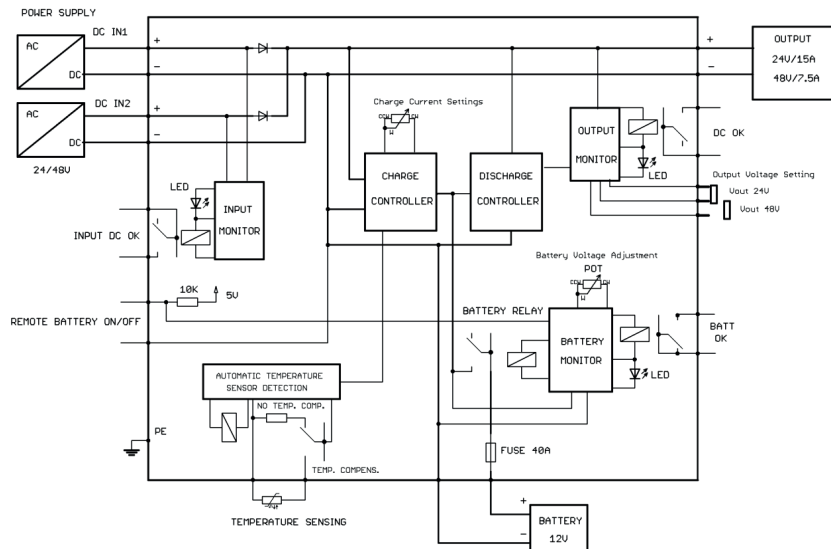 POWER SUPPLY
AC
DC
DC IN1
+
−
AC
DC
DC IN2
+
−
24/48V
+
−
OUTPUT
24V/15A
48V/7.5A
Charge Current Settings
CCW
CW
W
CHARGE
CONTROLLER
DISCHARGE
CONTROLLER
OUTPUT
MONITOR
LED
DC OK
Output Voltage Setting
Vout 24V
Vout 48V
LED
INPUT
MONITOR
INPUT DC OK
10K
5V
REMOTE BATTERY ON/OFF
Battery Voltage Adjustment
POT
CCW
CW
W
BATTERY RELAY
BATTERY
MONITOR
LED
BATT
OK
AUTOMATIC TEMPERATURE
SENSOR DETECTION
NO TEMP. COMP.
TEMP. COMPENS.
PE
FUSE 40A
TEMPERATURE SENSING
+
−
BATTERY
12V